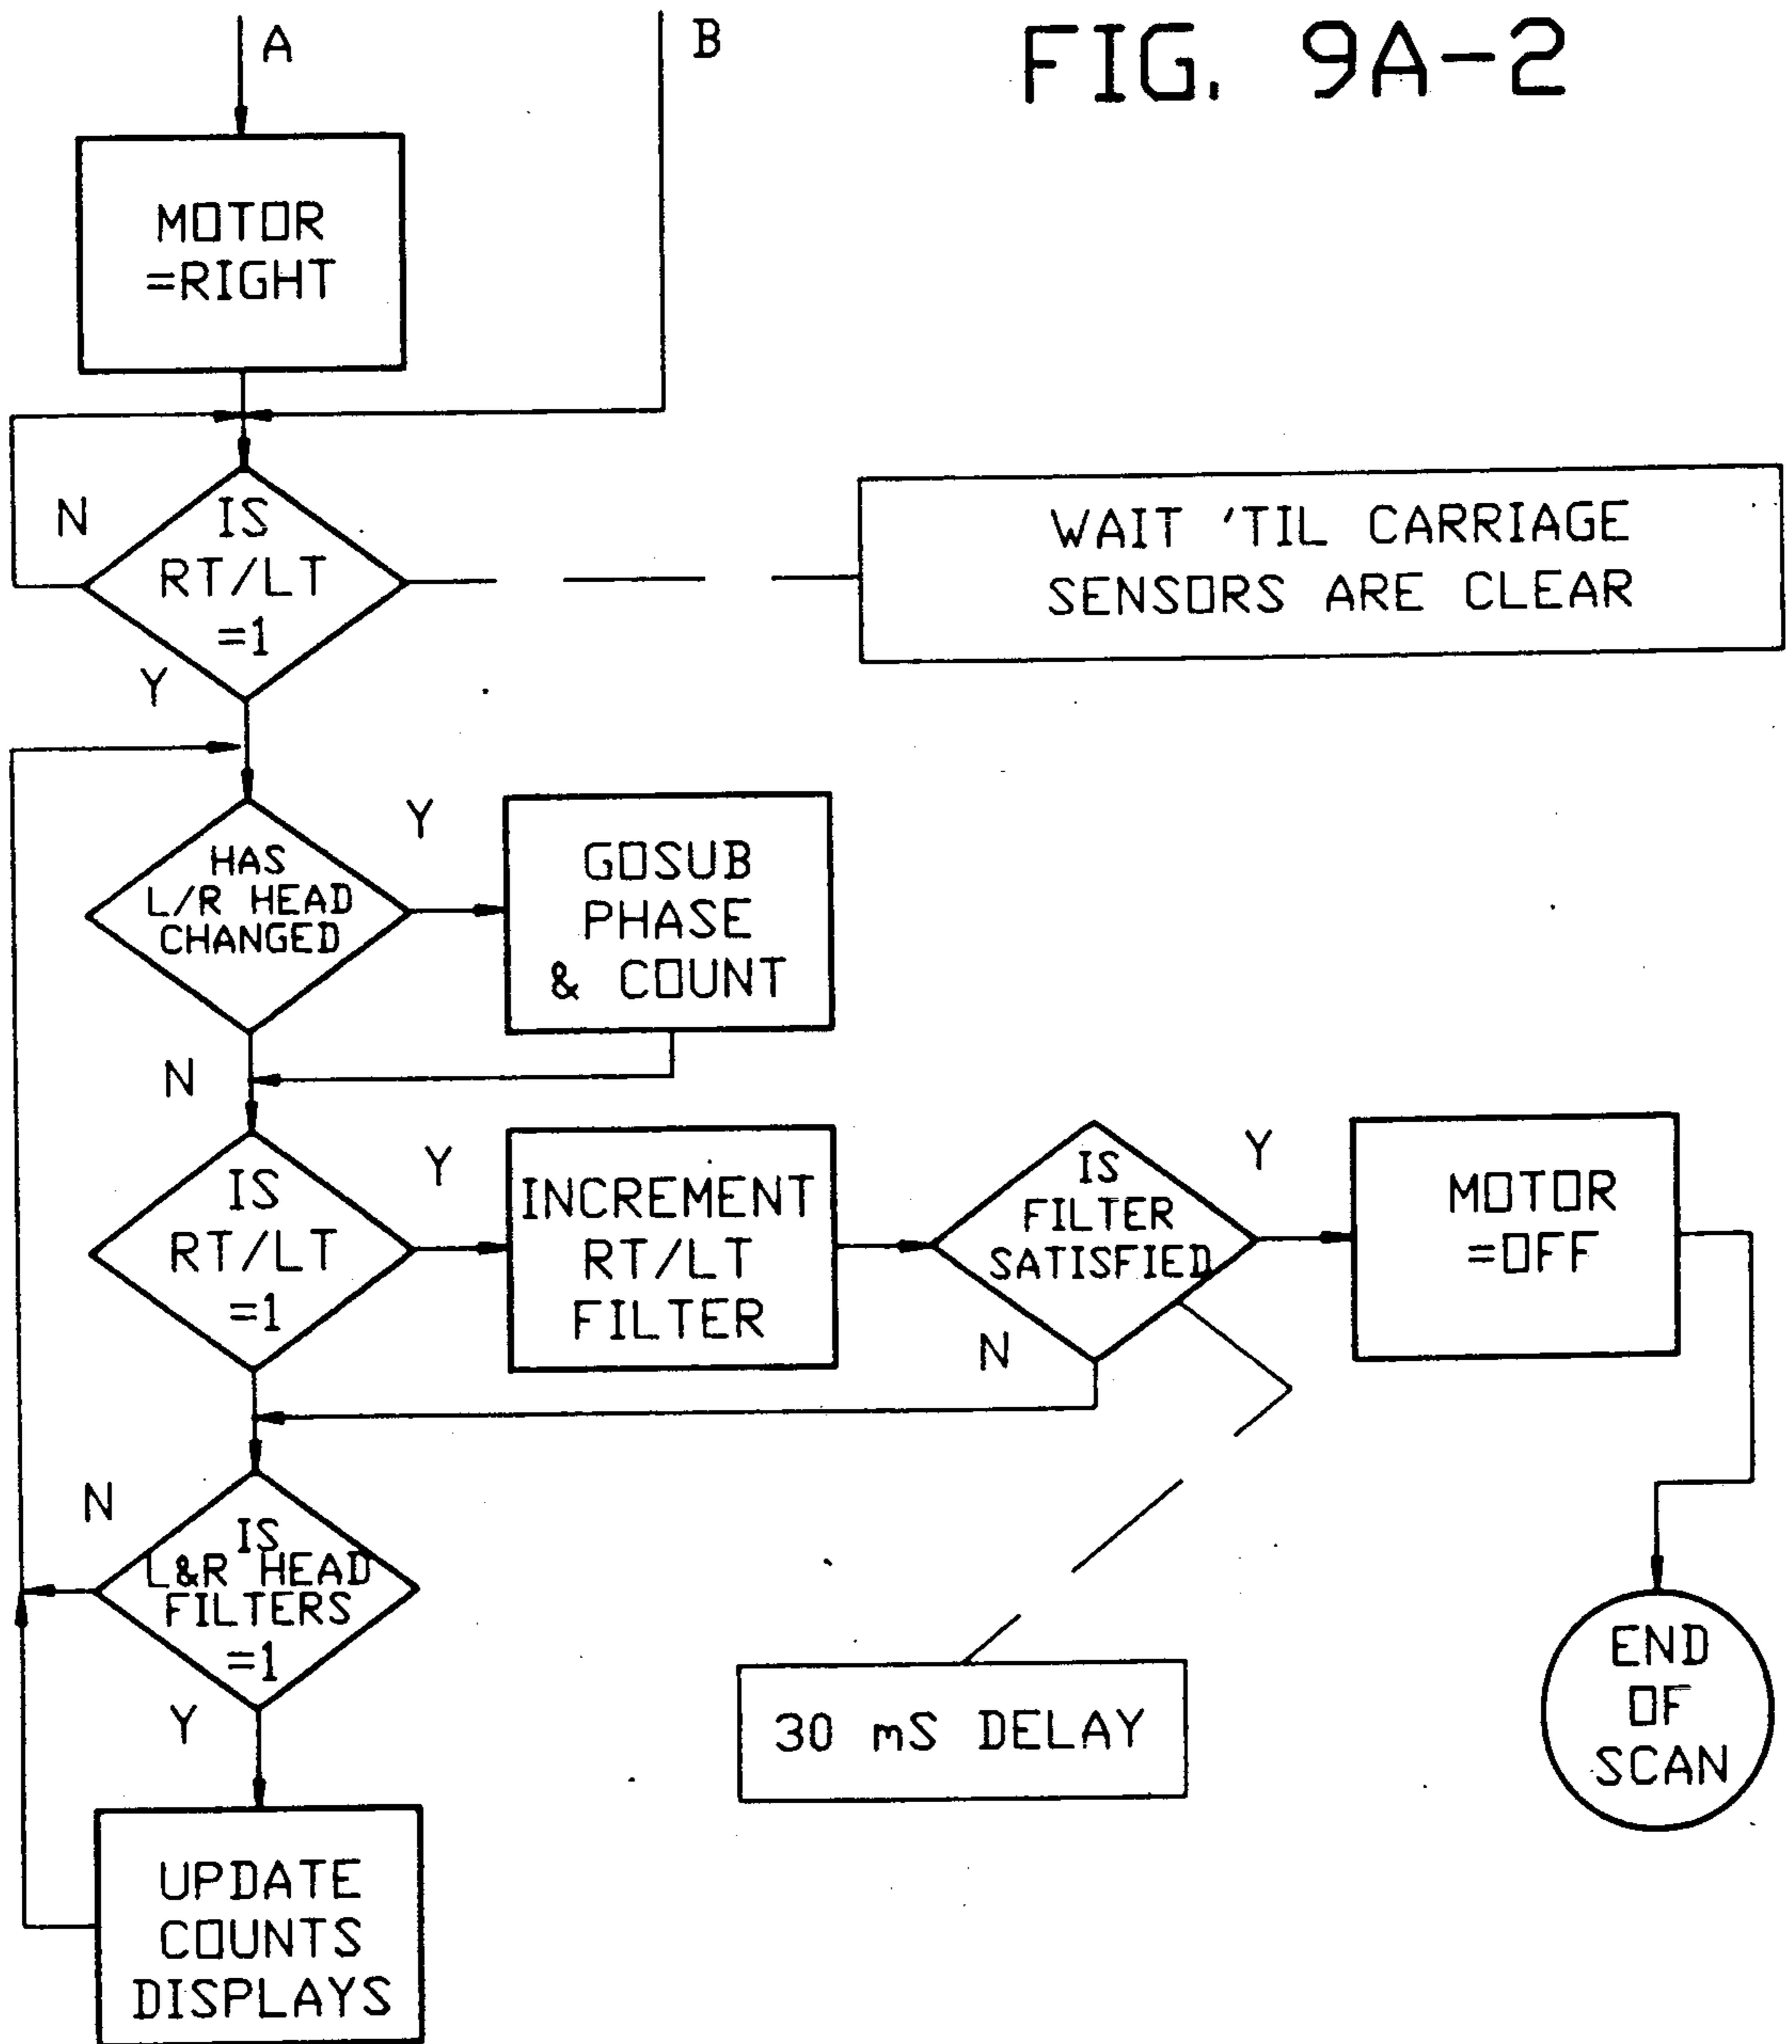 A
B
FIG. 9A-2
MOTOR
=RIGHT
N
IS
RT/LT
=1
Y
WAIT 'TIL CARRIAGE
SENSORS ARE CLEAR
HAS
L/R HEAD
CHANGED
Y
N
GOSUB
PHASE
& COUNT
IS
RT/LT
=1
Y
INCREMENT
RT/LT
FILTER
IS
FILTER
SATISFIED
Y
N
MOTOR
=OFF
N
IS
L&R HEAD
FILTERS
=1
Y
30 mS DELAY
END
OF
SCAN
UPDATE
COUNTS
DISPLAYS